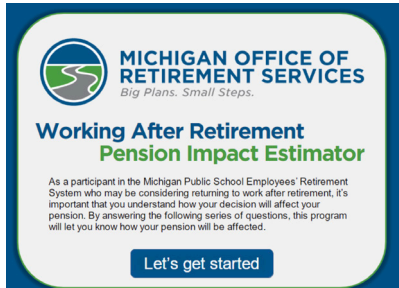 MICHIGAN OFFICE OF
RETIREMENT SERVICES
Big Plans. Small Steps.
Working After Retirement
Pension Impact Estimator
As a participant in the Michigan Public School Employees' Retirement
System who may be considering returning to work after retirement, it's
important that you understand how your decision will affect your
pension. By answering the following series of questions, this program
will let you know how your pension will be affected.
Let's get started